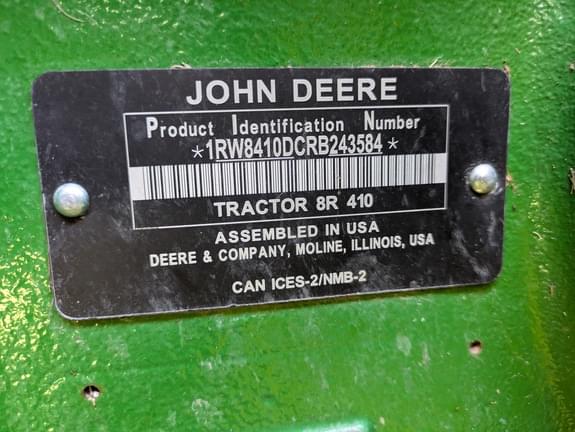 JOHN DEERE
Product Identification Number
*1RW8410DCRB243584*
TRACTOR 8R 410
ASSEMBLED IN USA
DEERE & COMPANY, MOLINE, ILLINOIS, USA
CAN ICES-2/NMB-2